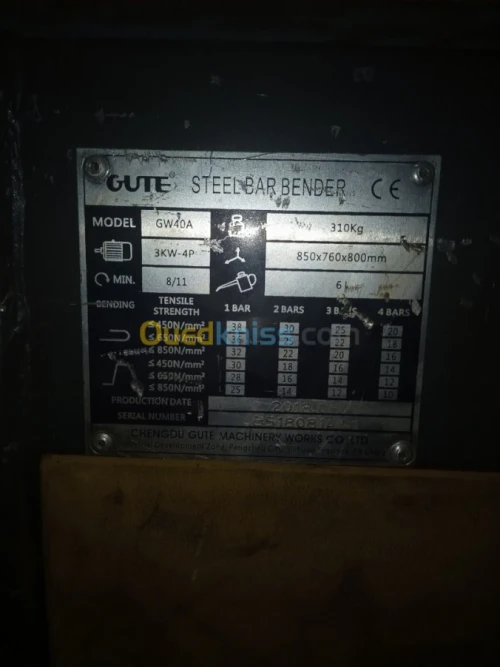 GUTE STEEL BAR BENDER CE
MODEL GW40A 310Kg
3KW-4P 850x760x800mm
MIN. 8/11 6
BENDING TENSILE STRENGTH 1 BAR 2 BARS 3 BARS 4 BARS
≤450N/mm² 38 30 25 20
22 18
≤850N/mm² 32 22 20 16
≤450N/mm² 30 18 16 14
≤650N/mm² 28 16 14 12
≤850N/mm² 25 14 12 10
Ouedkniss.com
PRODUCTION DATE
SERIAL NUMBER
CHENGDU GUTE MACHINERY WORKS CO.,LTD